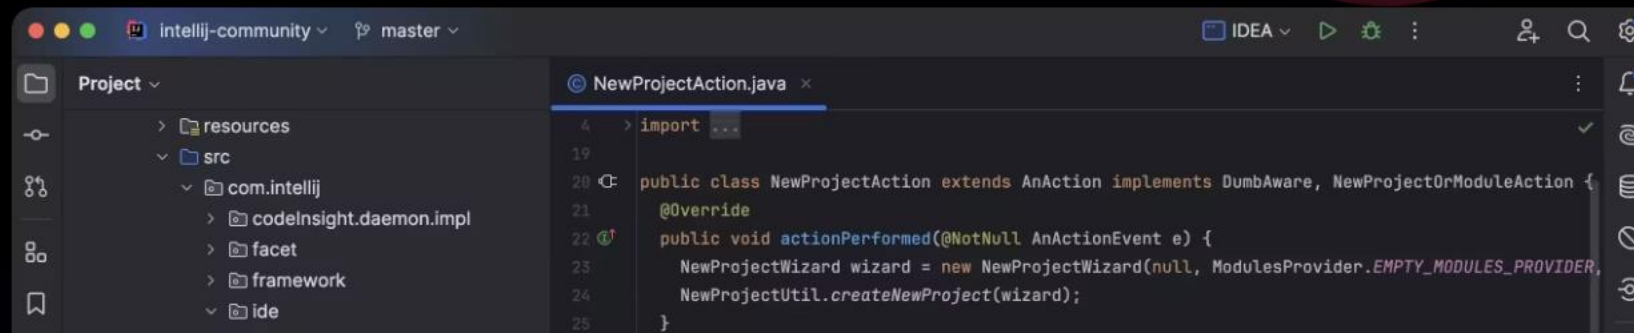 intellij-community master IDEA
Project NewProjectAction.java
resources
src
com.intellij
codeInsight.daemon.impl
facet
framework
ide
4 import ...
19
20 public class NewProjectAction extends AnAction implements DumbAware, NewProjectOrModuleAction {
21 @Override
22 public void actionPerformed(@NotNull AnActionEvent e) {
23 NewProjectWizard wizard = new NewProjectWizard(null, ModulesProvider.EMPTY_MODULES_PROVIDER,
24 NewProjectUtil.createNewProject(wizard);
25 }